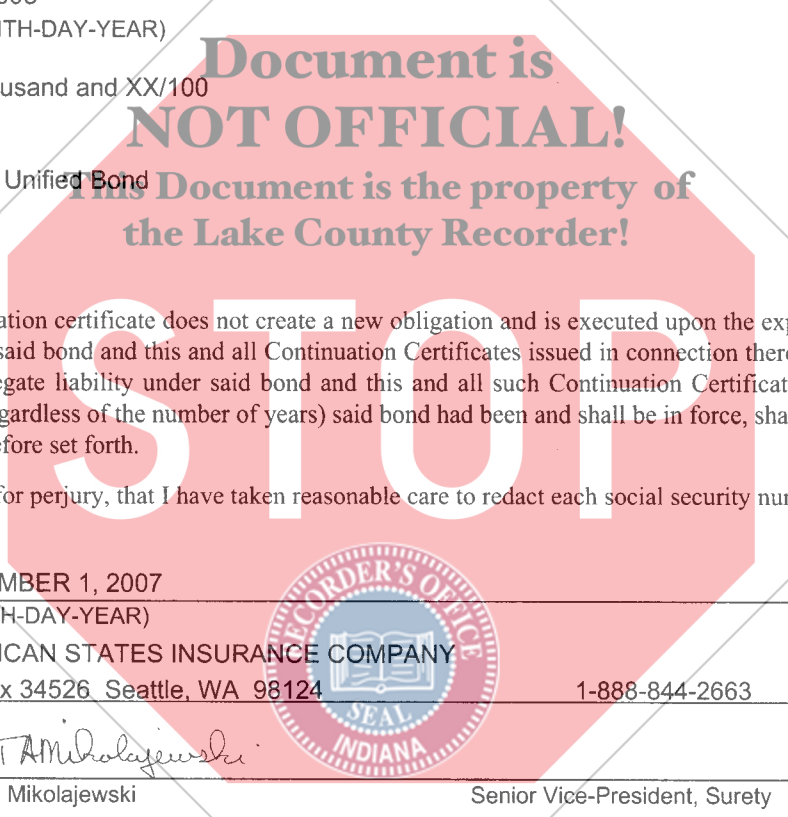 (MONTH-DAY-YEAR)
Document is
usand and XX/100
NOT OFFICIAL!
Unified Bond
This Document is the property of
the Lake County Recorder!
STOP
ation certificate does not create a new obligation and is executed upon the exp
said bond and this and all Continuation Certificates issued in connection there
egate liability under said bond and this and all such Continuation Certificat
gardless of the number of years) said bond had been and shall be in force, sha
efore set forth.
for perjury, that I have taken reasonable care to redact each social security nu
MBER 1, 2007
H-DAY-YEAR)
ICAN STATES INSURANCE COMPANY
x 34526 Seattle, WA 98124 1-888-844-2663
RECORDER'S OFFICE
SEAL
INDIANA
TAMikolajewski
Mikolajewski Senior Vice-President, Surety